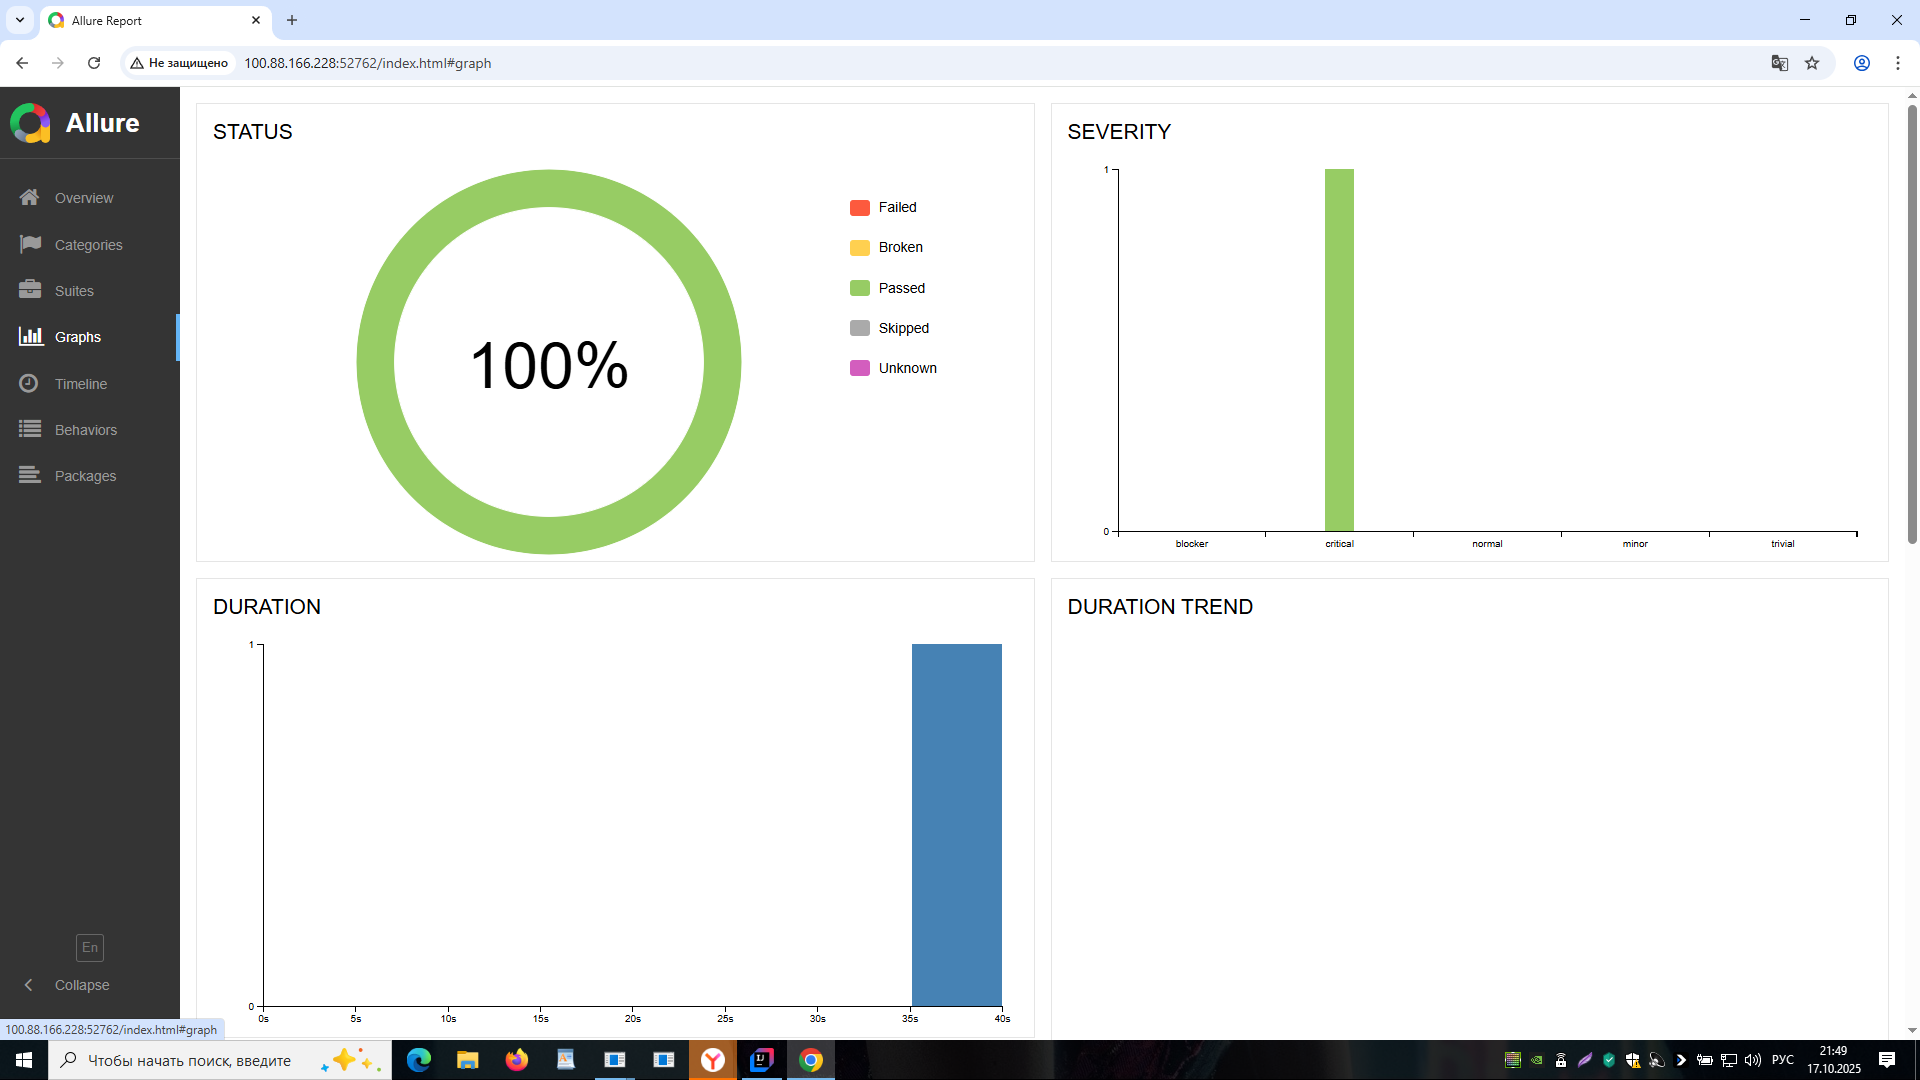 Allure Report
Не защищено
100.88.166.228:52762/index.html#graph
Allure
Overview
Categories
Suites
Graphs
Timeline
Behaviors
Packages
En
Collapse
100.88.166.228:52762/index.html#graph
STATUS
100%
Failed
Broken
Passed
Skipped
Unknown
SEVERITY
1
0
blocker critical normal minor trivial
DURATION
1
0
0s 5s 10s 15s 20s 25s 30s 35s 40s
DURATION TREND
Чтобы начать поиск, введите
РУС
21:49
17.10.2025